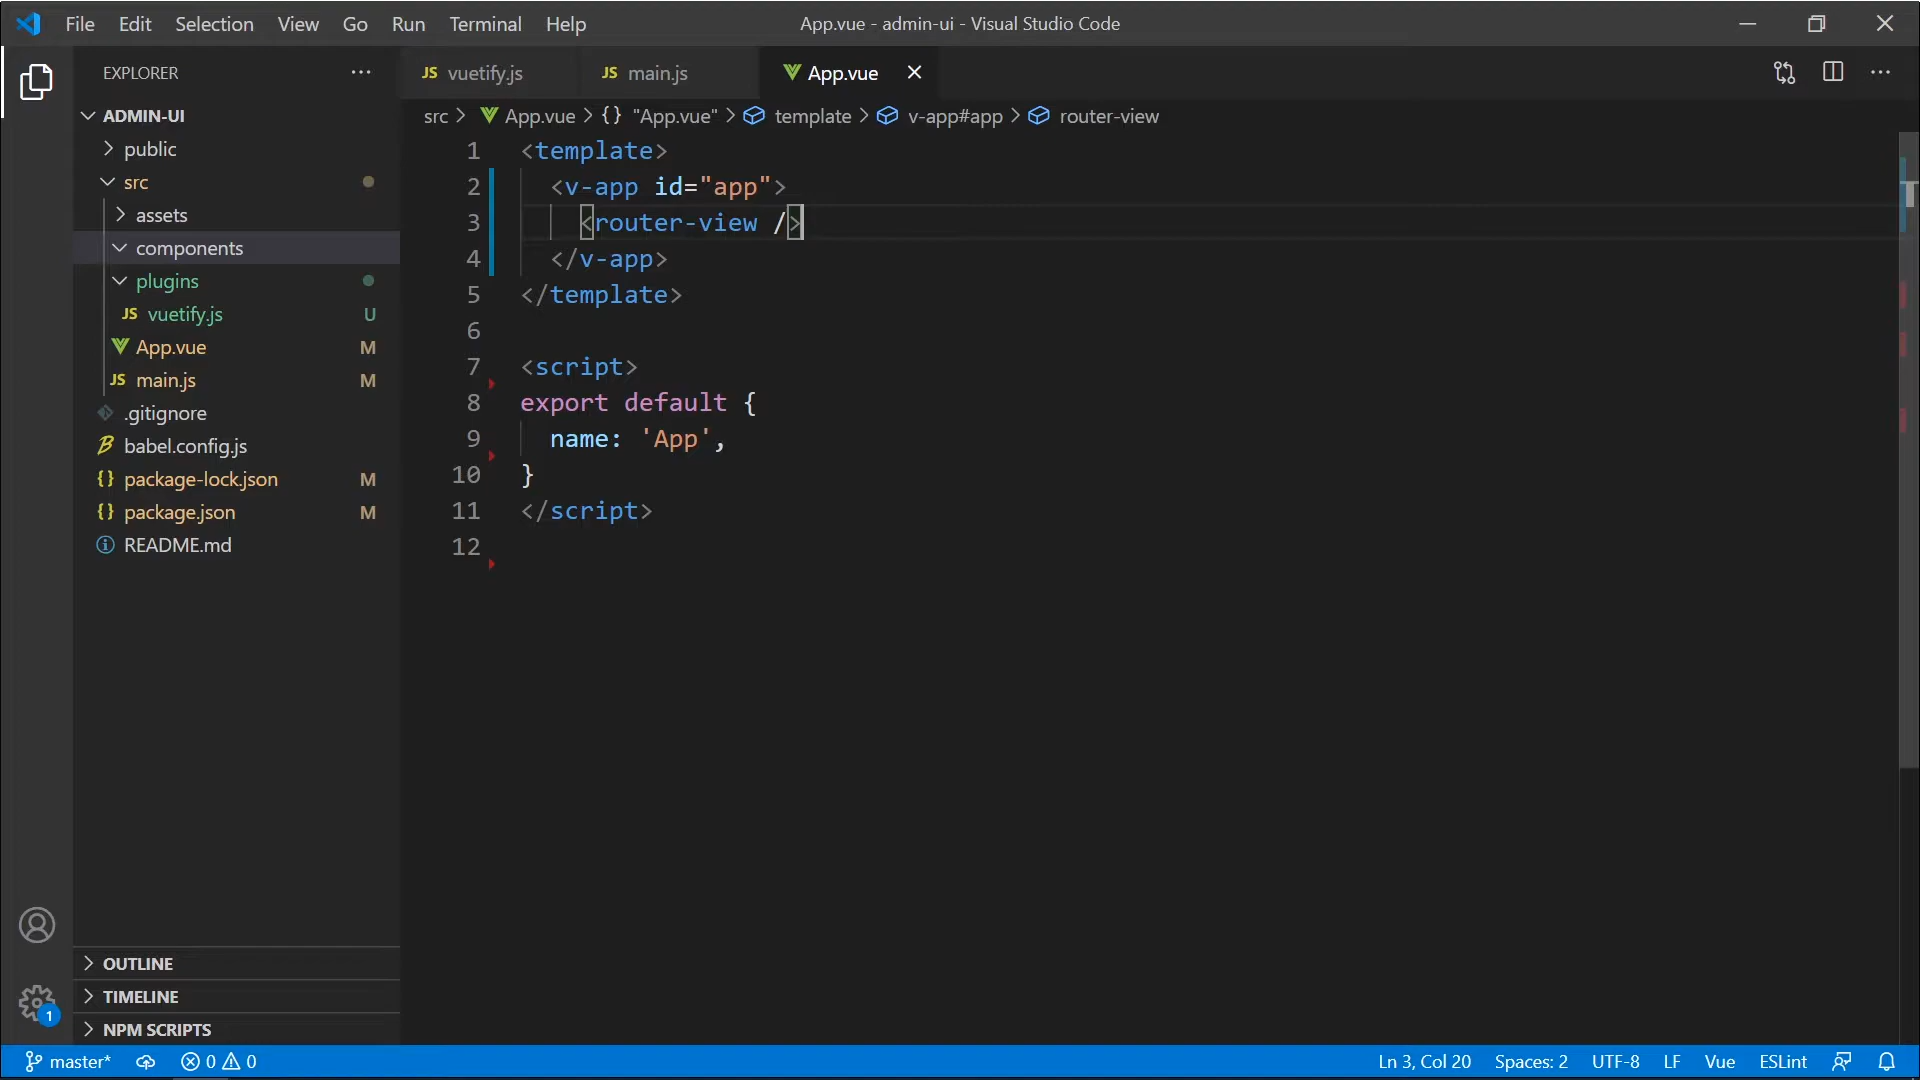 File Edit Selection View Go Run Terminal Help App.vue - admin-ui - Visual Studio Code
EXPLORER
JS vuetify.js JS main.js App.vue
src > App.vue > {} "App.vue" > template > v-app#app > router-view
ADMIN-UI
public
src
assets
components
plugins
JS vuetify.js U
App.vue M
JS main.js M
.gitignore
babel.config.js
{} package-lock.json M
{} package.json M
README.md
1 <template>
2 <v-app id="app">
3 <router-view />
4 </v-app>
5 </template>
6
7 <script>
8 export default {
9 name: 'App',
10 }
11 </script>
12
OUTLINE
TIMELINE
NPM SCRIPTS
1
master* 0 0 Ln 3, Col 20 Spaces: 2 UTF-8 LF Vue ESLint